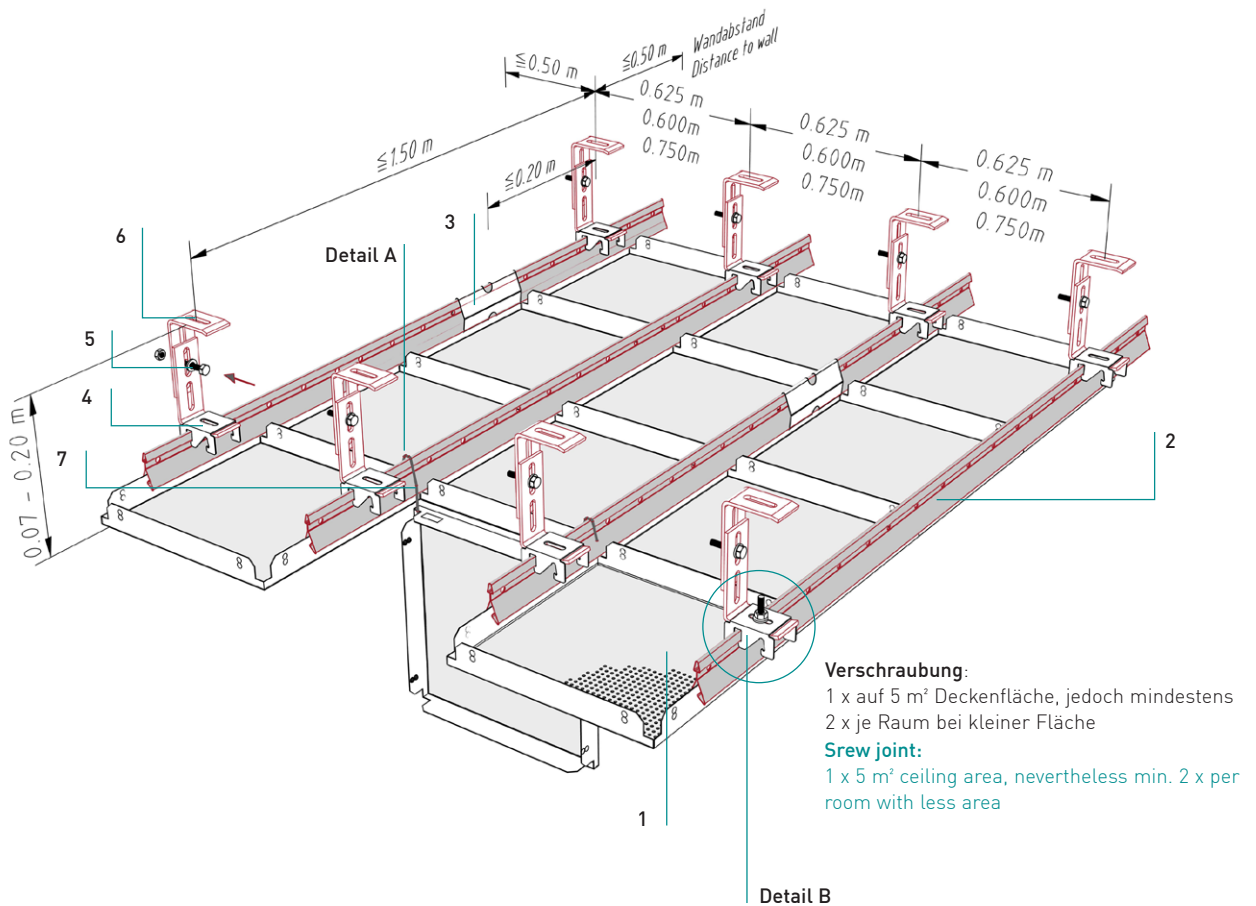 ≦0.50 m
≦0.50 m
Wandabstand
Distance to wall
0.625 m
0.600m
0.750m
0.625 m
0.600m
0.750m
0.625 m
0.600m
0.750m
≦1.50 m
≦0.20 m
3
6
Detail A
5
4
7
2
0.07 - 0.20 m
Verschraubung:
1 x auf 5 m² Deckenfläche, jedoch mindestens
2 x je Raum bei kleiner Fläche
Srew joint:
1 x 5 m² ceiling area, nevertheless min. 2 x per
room with less area
1
Detail B